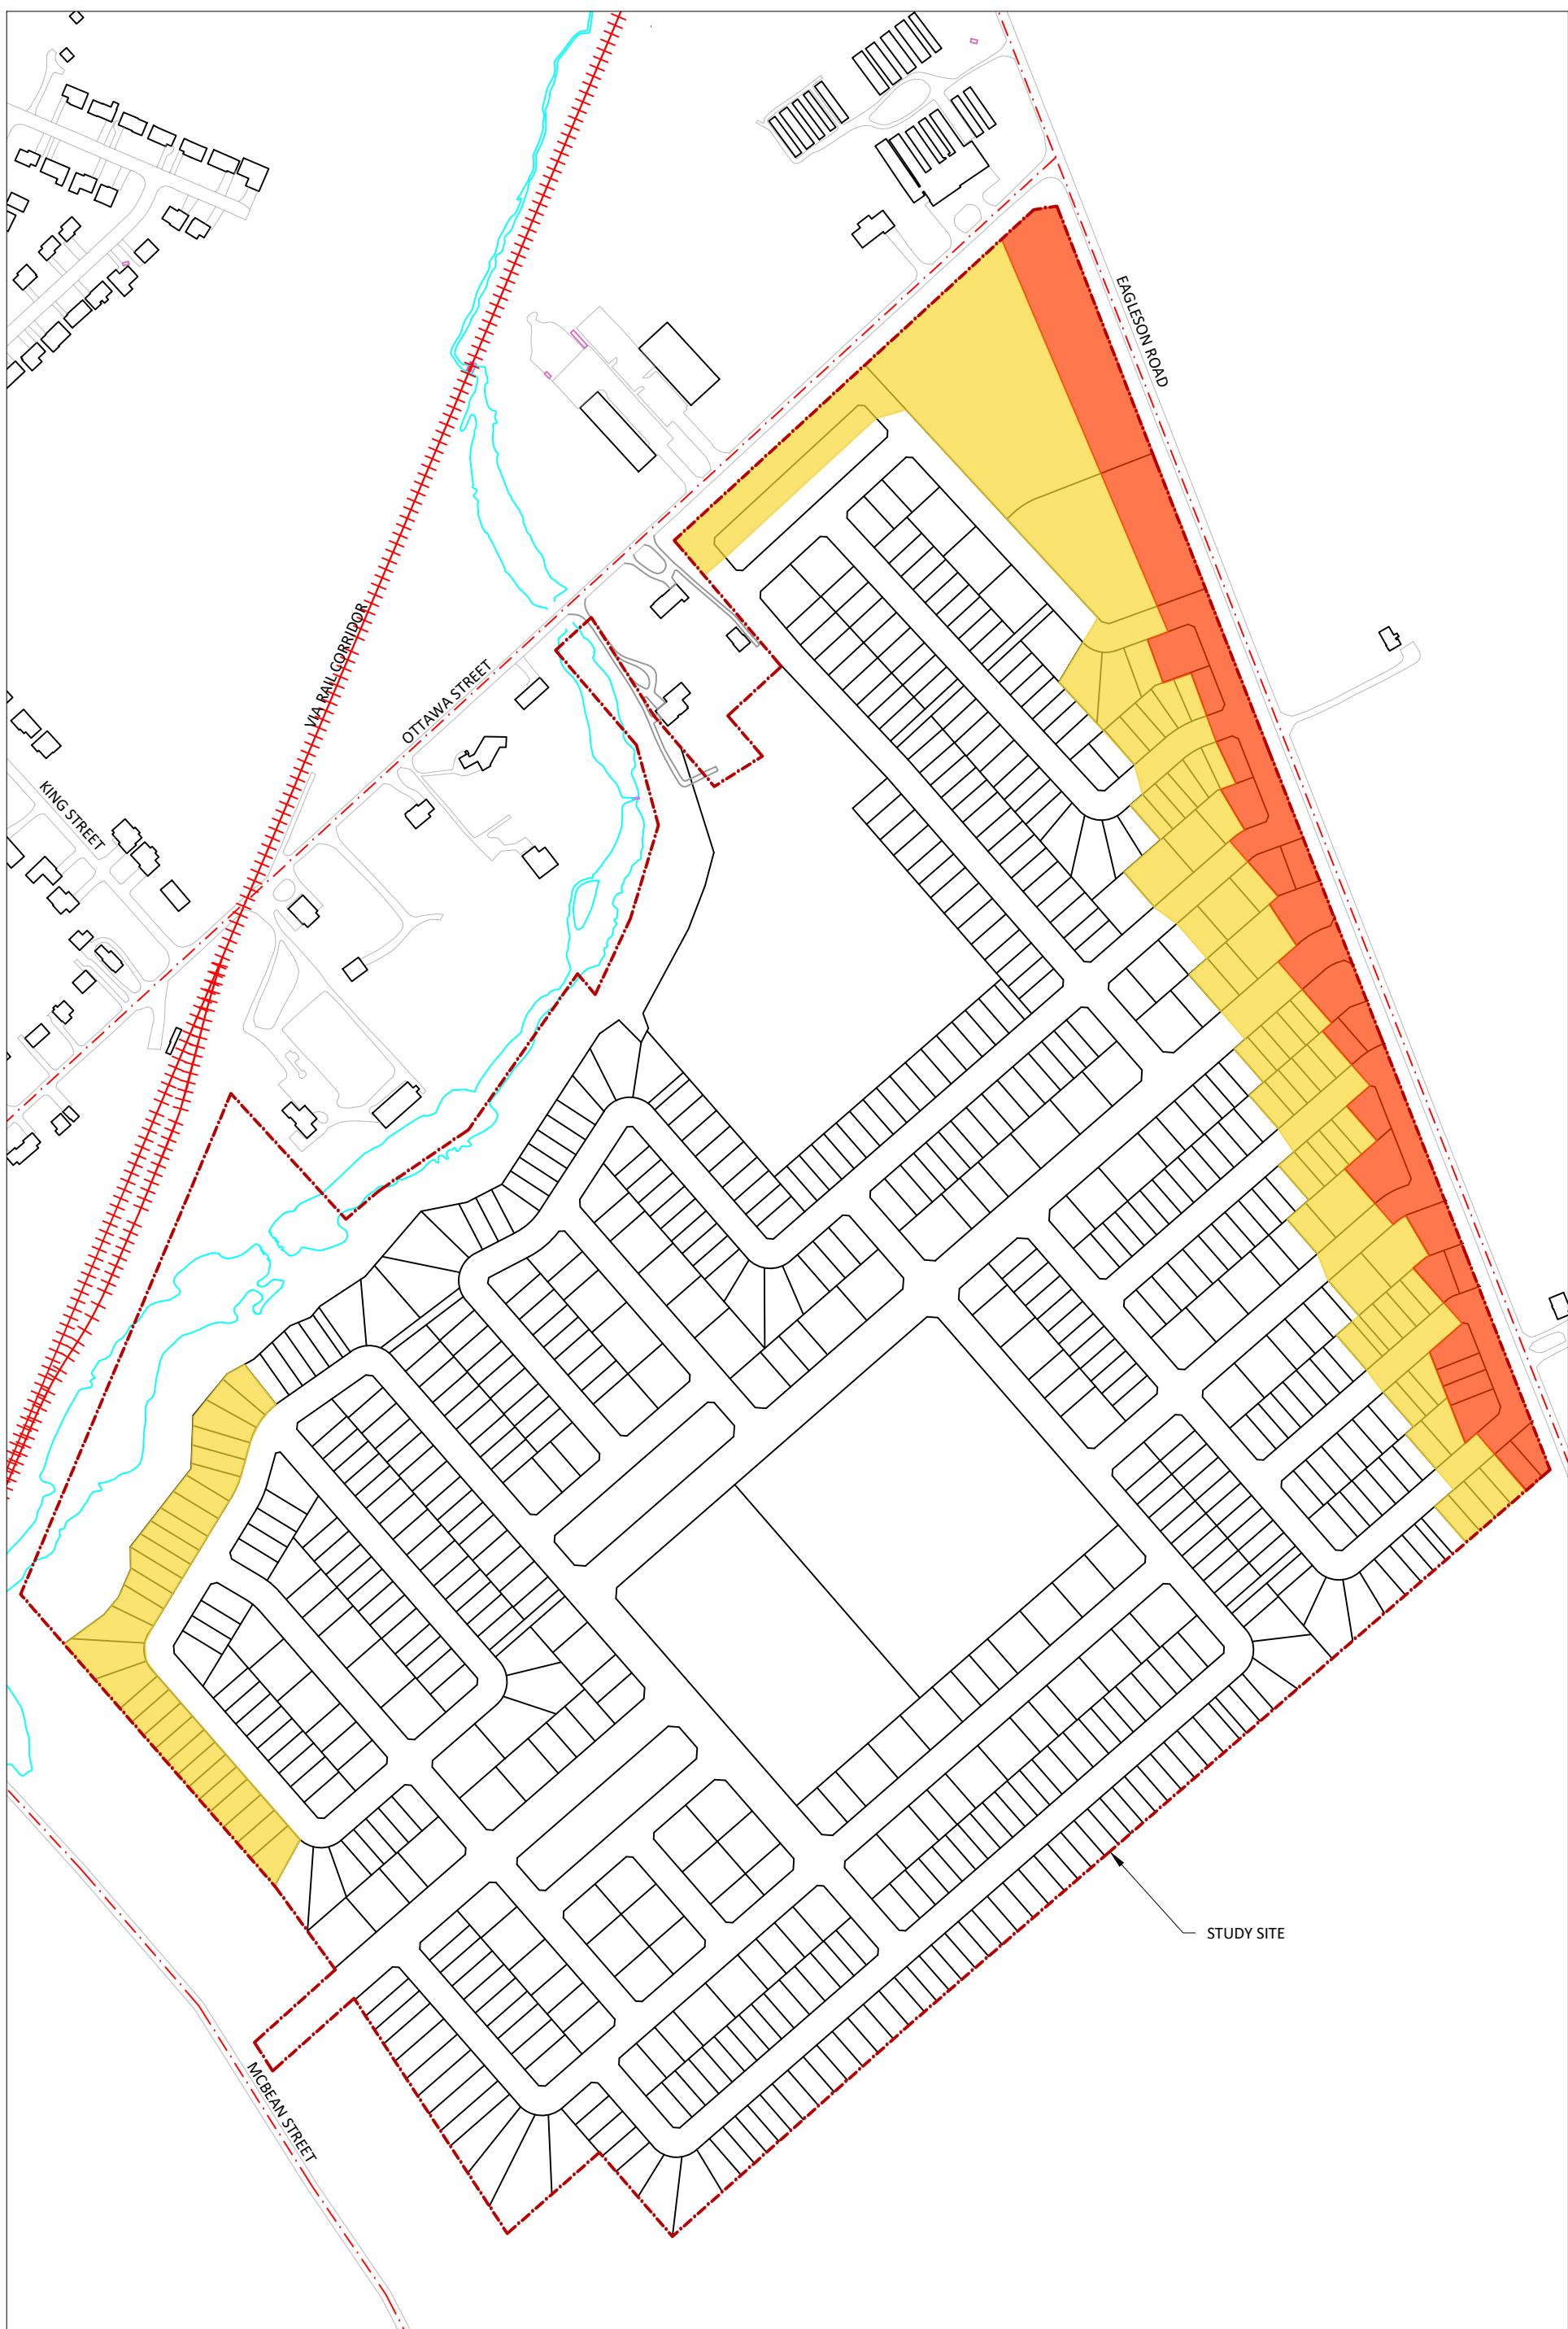 EAGLESON ROAD
VIA RAIL CORRIDOR
OTTAWA STREET
KING STREET
STUDY SITE
MCBEAN STREET